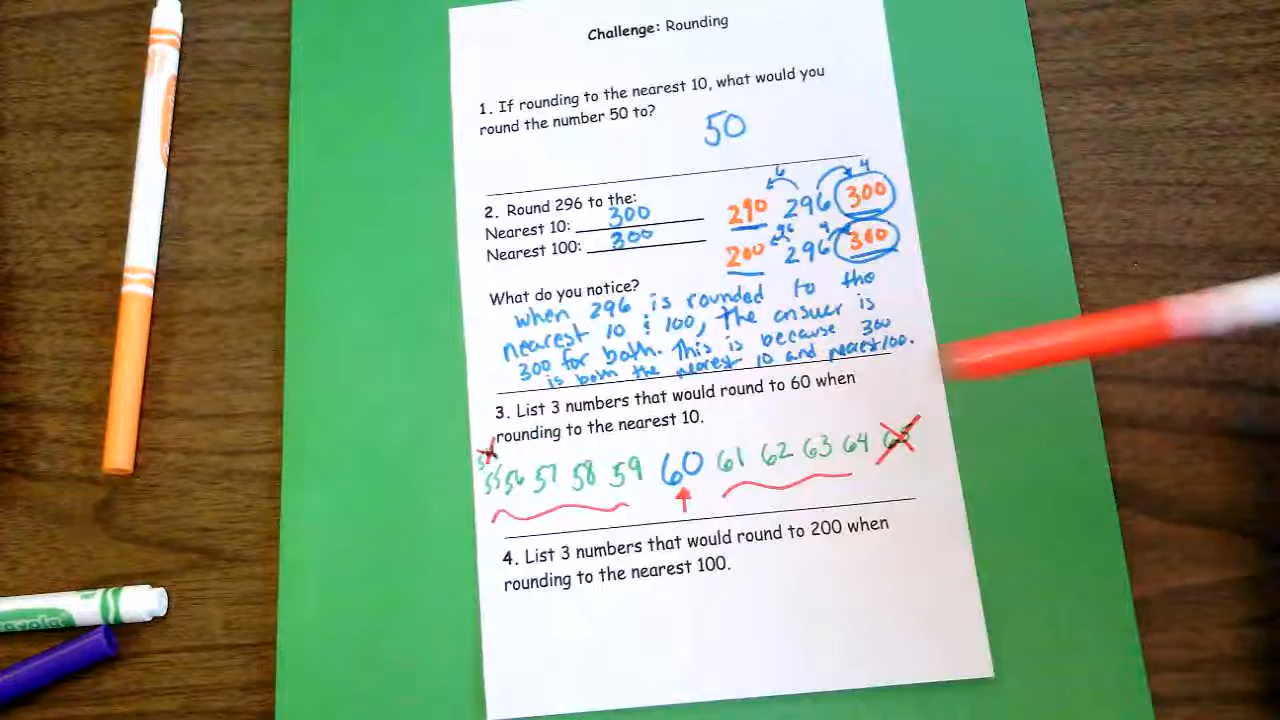 Challenge: Rounding
1. If rounding to the nearest 10, what would you
round the number 50 to?
50
2. Round 296 to the:
Nearest 10: 300
Nearest 100: 300
6 4
290 296 300
96 4
200 296 300
What do you notice?
when 296 is rounded to the
nearest 10 & 100, the answer is
300 for both. This is because 300
is both the nearest 10 and nearest 100.
3. List 3 numbers that would round to 60 when
rounding to the nearest 10.
54
55 56 57 58 59 60 61 62 63 64 65
4. List 3 numbers that would round to 200 when
rounding to the nearest 100.